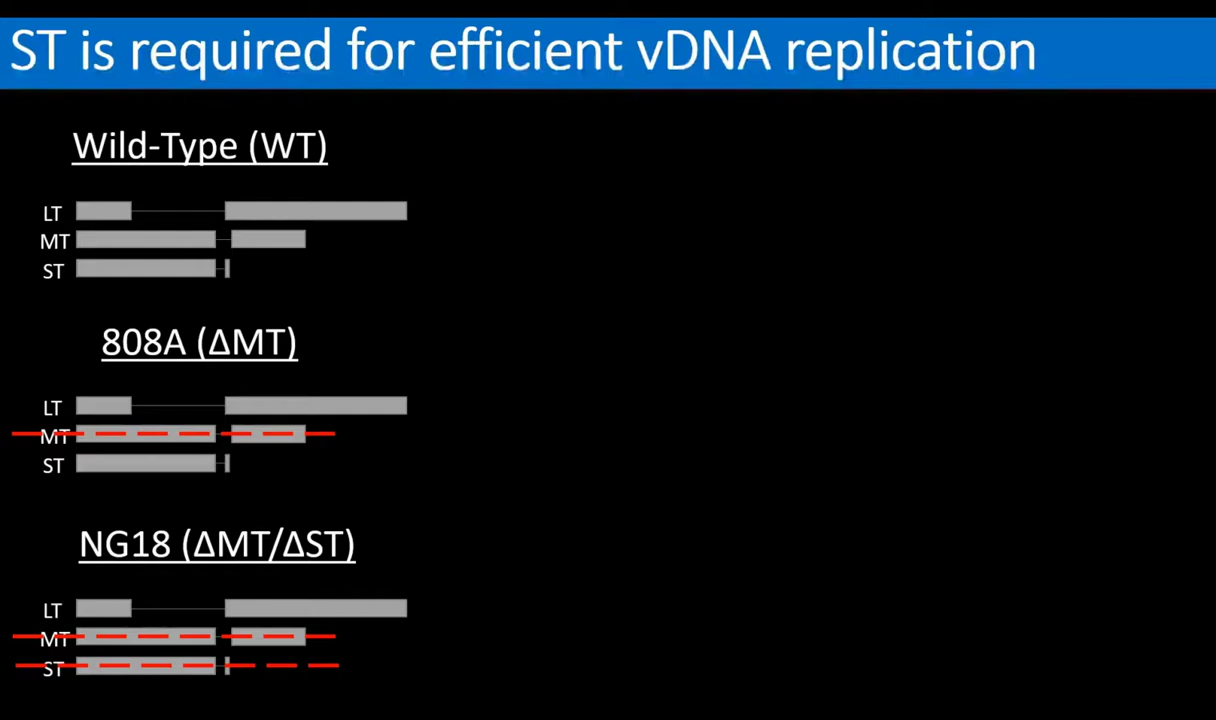 ST is required for efficient vDNA replication
Wild-Type (WT)
LT
MT
ST
808A (ΔMT)
LT
MT
ST
NG18 (ΔMT/ΔST)
LT
MT
ST